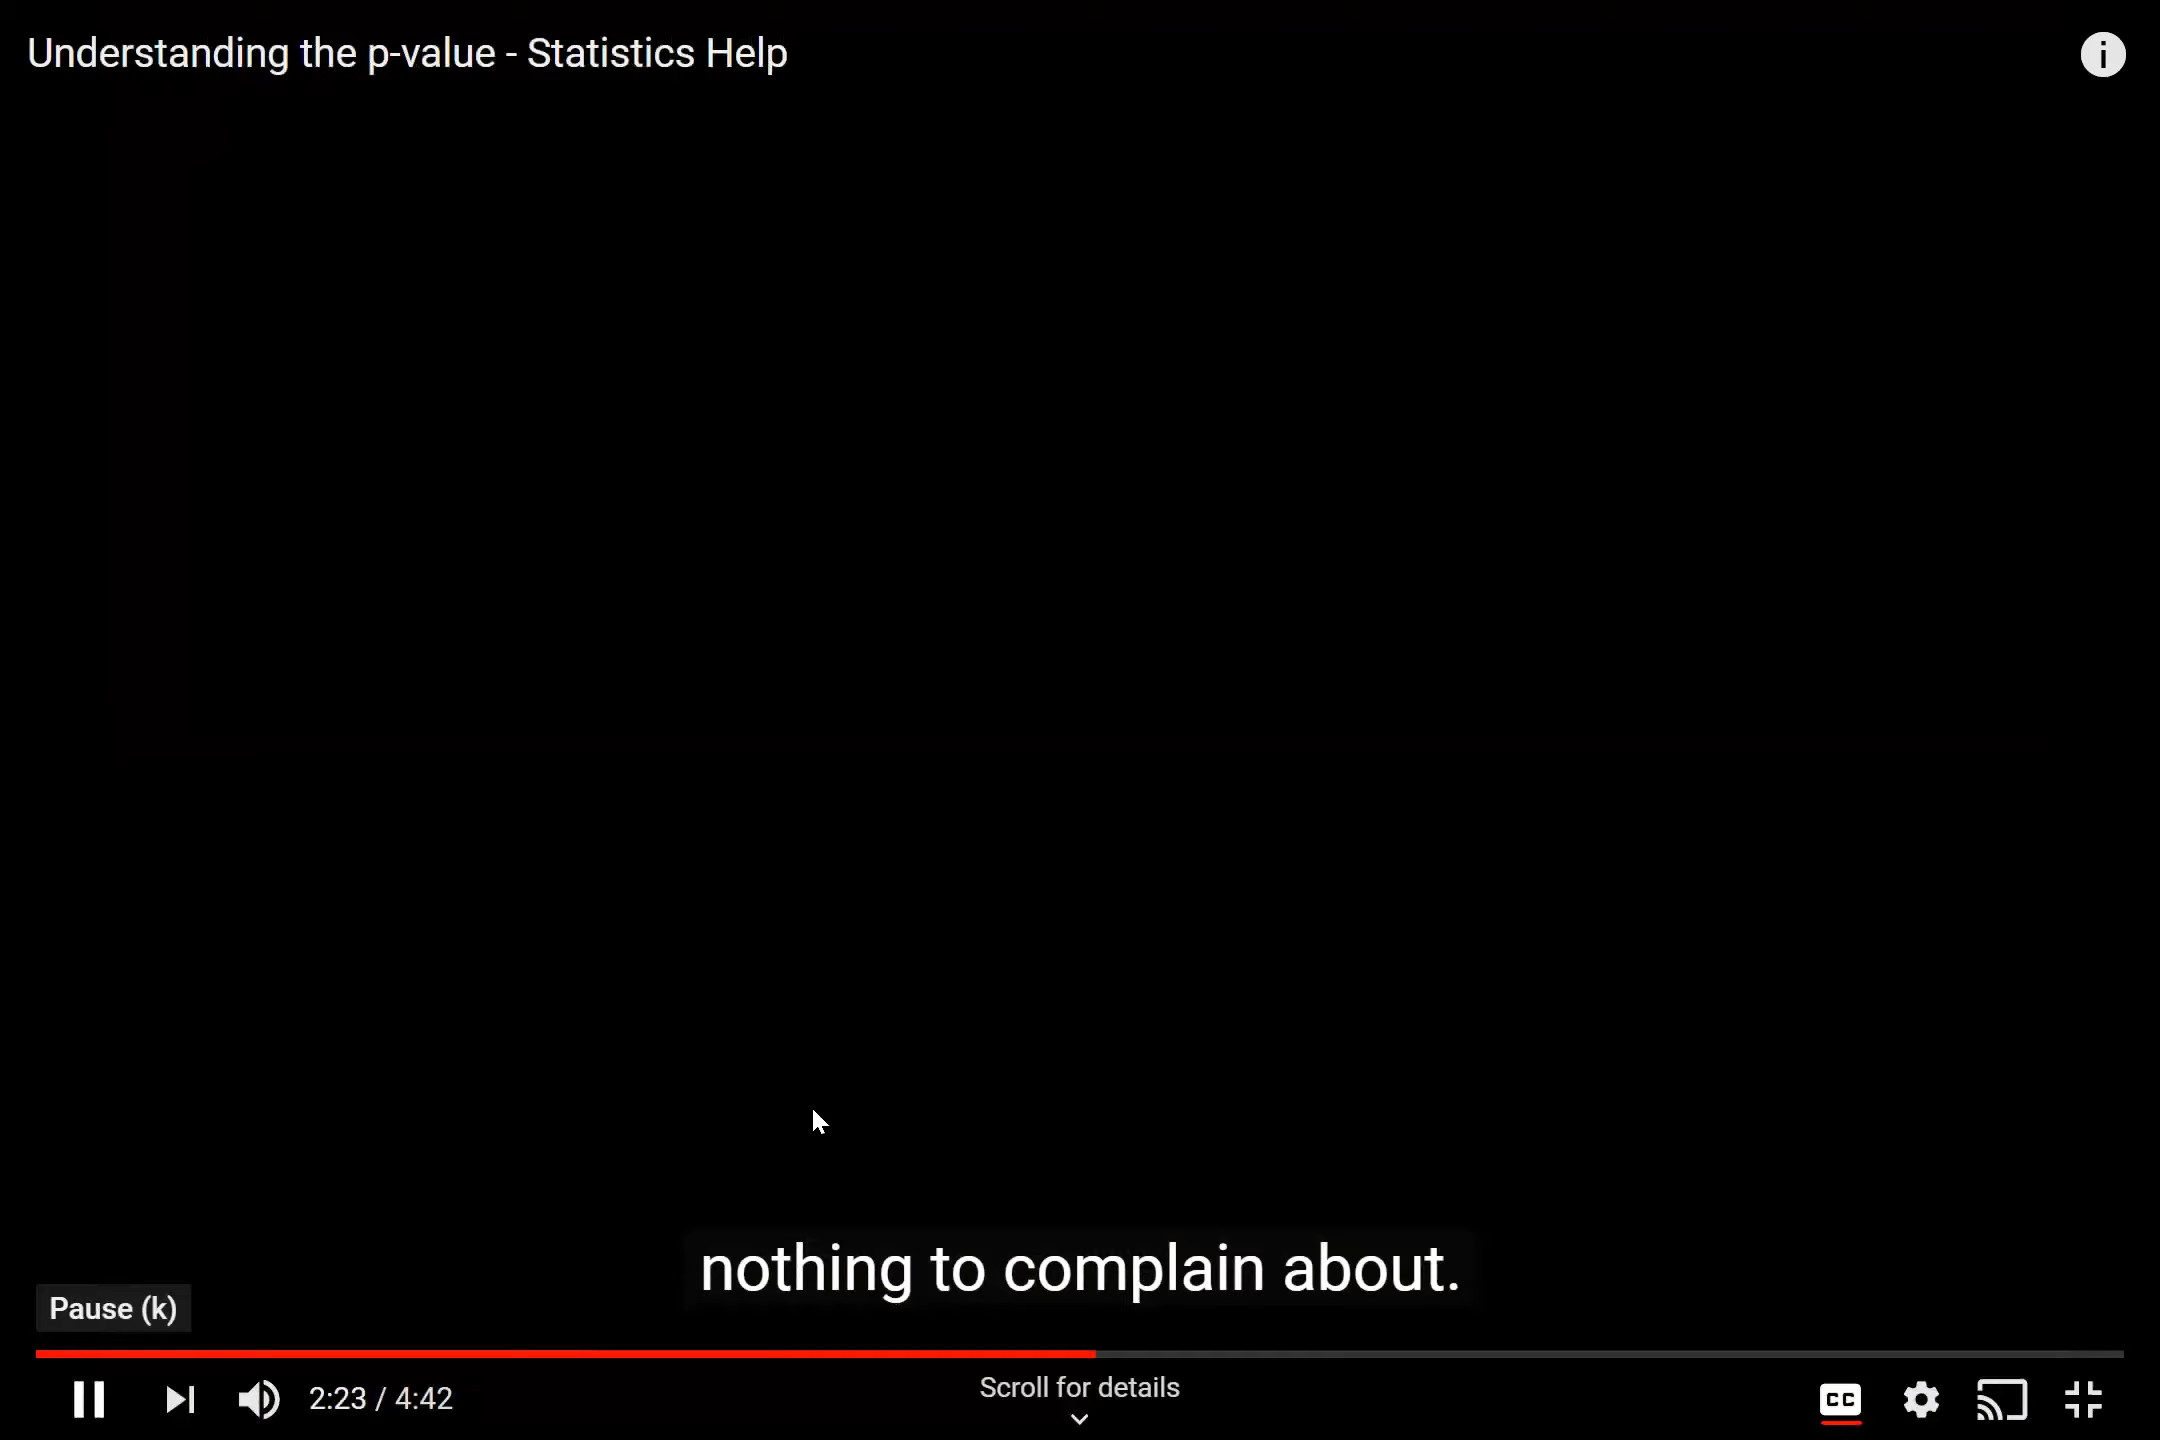 Understanding the p-value - Statistics Help
i
nothing to complain about.
Pause (k)
2:23 / 4:42
Scroll for details
CC